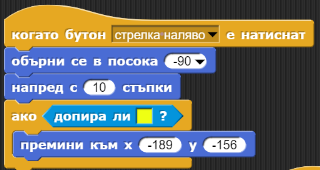 когато бутон стрелка наляво е натиснат
обърни се в посока -90
напред с 10 стъпки
ако допира ли ?
премини към x -189 y -156